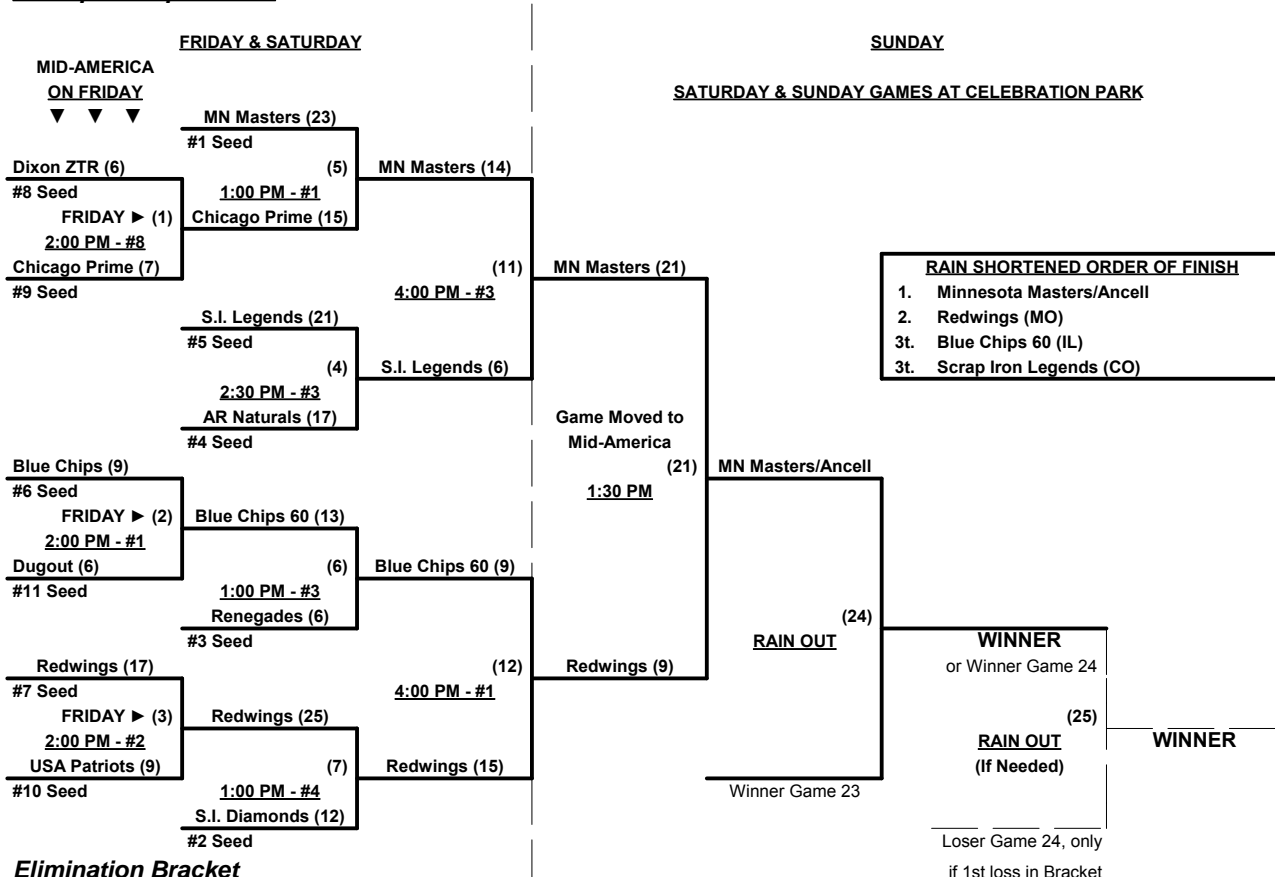 FRIDAY & SATURDAY
SUNDAY
MID-AMERICA
ON FRIDAY
▼ ▼ ▼
SATURDAY & SUNDAY GAMES AT CELEBRATION PARK
MN Masters (23)
#1 Seed
Dixon ZTR (6)
(5)
MN Masters (14)
#8 Seed
1:00 PM - #1
FRIDAY ► (1)
Chicago Prime (15)
2:00 PM - #8
Chicago Prime (7)
(11)
MN Masters (21)
RAIN SHORTENED ORDER OF FINISH
#9 Seed
4:00 PM - #3
1. Minnesota Masters/Ancell
S.I. Legends (21)
2. Redwings (MO)
#5 Seed
3t. Blue Chips 60 (IL)
(4)
S.I. Legends (6)
3t. Scrap Iron Legends (CO)
2:30 PM - #3
AR Naturals (17)
Game Moved to
#4 Seed
Mid-America
Blue Chips (9)
(21)
MN Masters/Ancell
#6 Seed
1:30 PM
FRIDAY ► (2)
Blue Chips 60 (13)
2:00 PM - #1
Dugout (6)
(6)
Blue Chips 60 (9)
#11 Seed
1:00 PM - #3
Renegades (6)
(24)
#3 Seed
RAIN OUT
WINNER
Redwings (17)
(12)
Redwings (9)
or Winner Game 24
#7 Seed
4:00 PM - #1
FRIDAY ► (3)
Redwings (25)
(25)
2:00 PM - #2
RAIN OUT
WINNER
USA Patriots (9)
(7)
Redwings (15)
(If Needed)
#10 Seed
1:00 PM - #4
Winner Game 23
S.I. Diamonds (12)
#2 Seed
Loser Game 24, only
Elimination Bracket
if 1st loss in Bracket